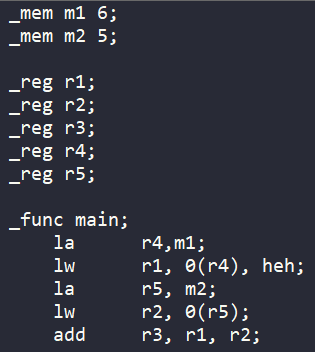 _mem m1 6;
_mem m2 5;
_reg r1;
_reg r2;
_reg r3;
_reg r4;
_reg r5;
_func main;
la r4,m1;
lw r1, 0(r4), heh;
la r5, m2;
lw r2, 0(r5);
add r3, r1, r2;